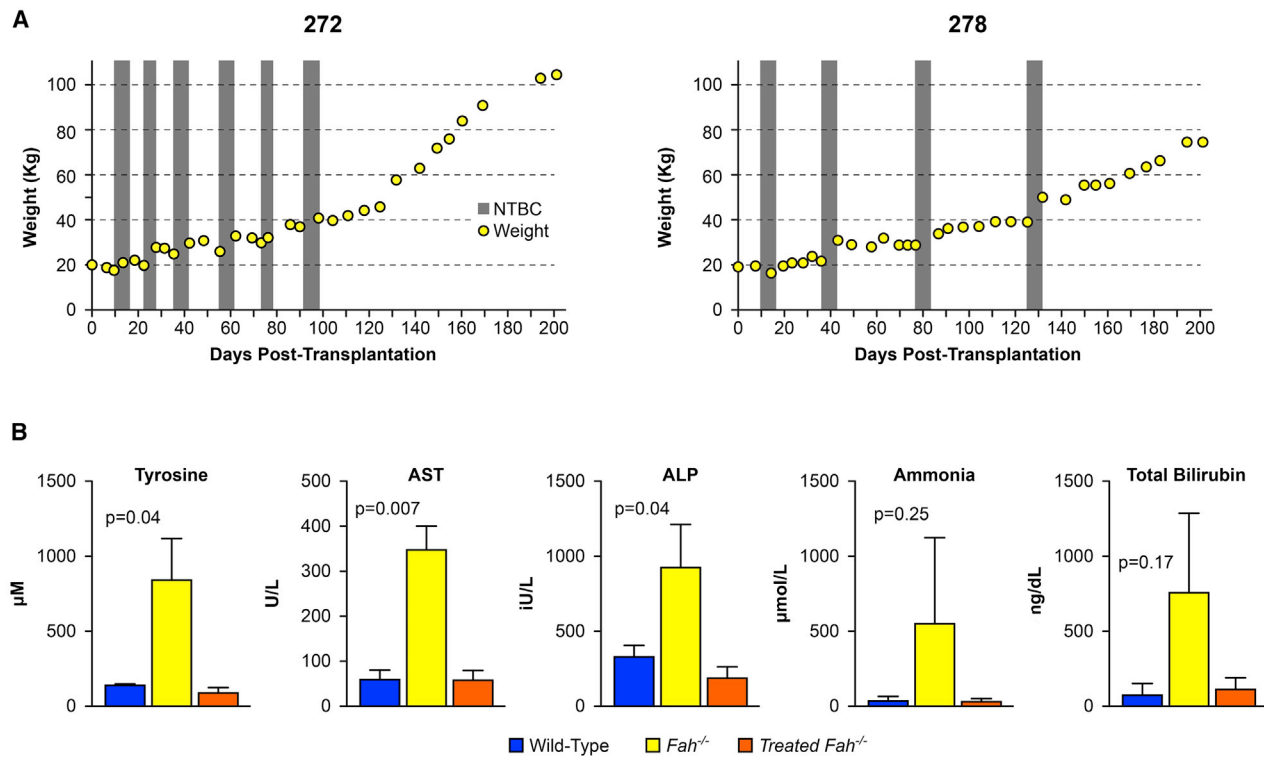 A
272
278
Weight (Kg)
100
80
60
40
20
0
NTBC
Weight
0 20 40 60 80 100 120 140 160 180 200
Days Post-Transplantation
Weight (Kg)
100
80
60
40
20
0
0 20 40 60 80 100 120 140 160 180 200
Days Post-Transplantation
B
Tyrosine
µM
1500
1000
500
0
p=0.04
AST
U/L
500
400
300
200
100
0
p=0.007
ALP
iU/L
1500
1000
500
0
p=0.04
Ammonia
µmol/L
1500
1000
500
0
p=0.25
Total Bilirubin
ng/dL
1500
1000
500
0
p=0.17
Wild-Type Fah-/- Treated Fah-/-